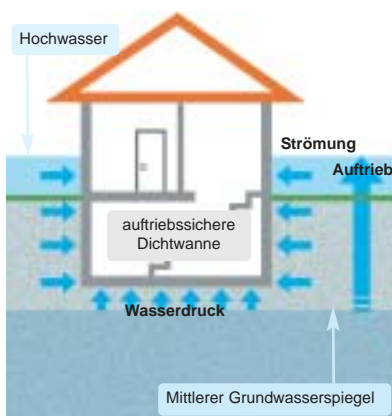 Hochwasser
Strömung
Auftrieb
auftriebssichere
Dichtwanne
Wasserdruck
Mittlerer Grundwasserspiegel